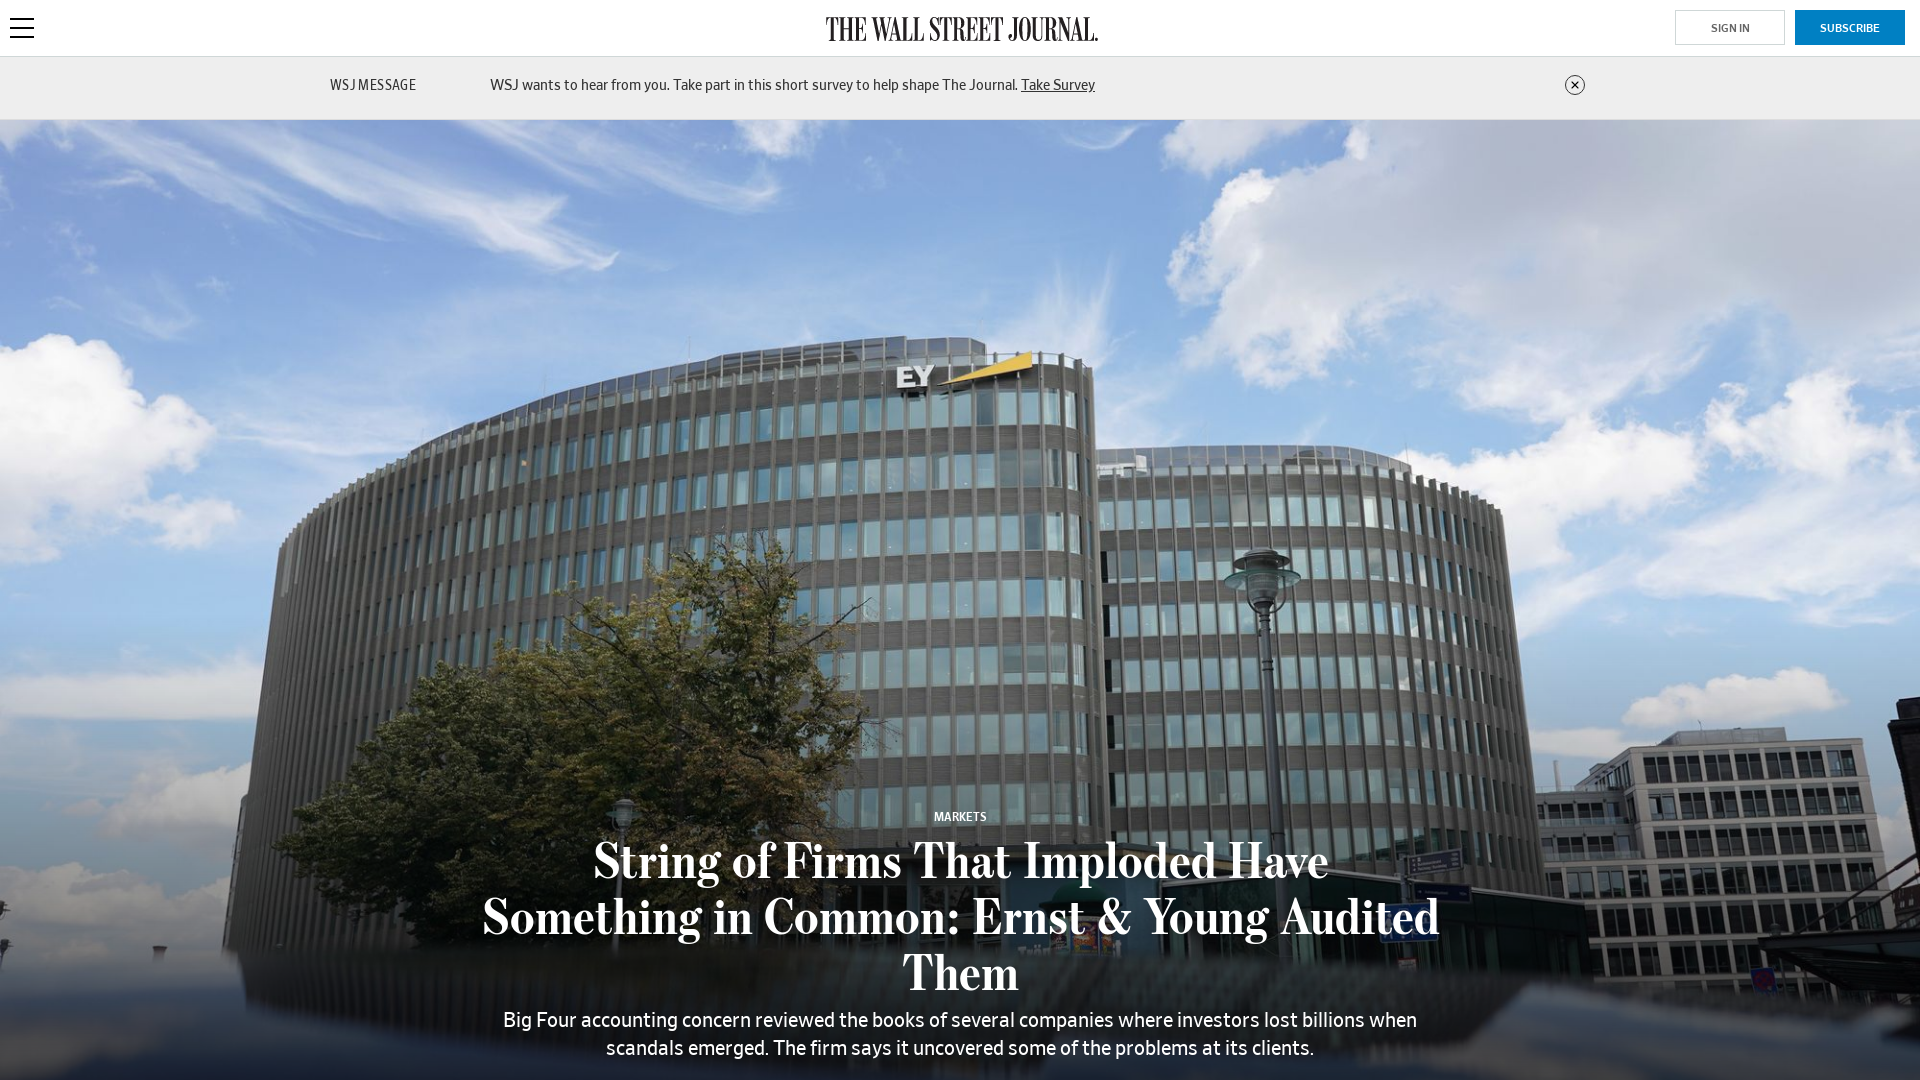 THE WALL STREET JOURNAL.
SIGN IN
SUBSCRIBE
WSJ MESSAGE
WSJ wants to hear from you. Take part in this short survey to help shape The Journal. Take Survey
EY
MARKETS
String of Firms That Imploded Have
Something in Common: Ernst & Young Audited
Them
Big Four accounting concern reviewed the books of several companies where investors lost billions when
scandals emerged. The firm says it uncovered some of the problems at its clients.